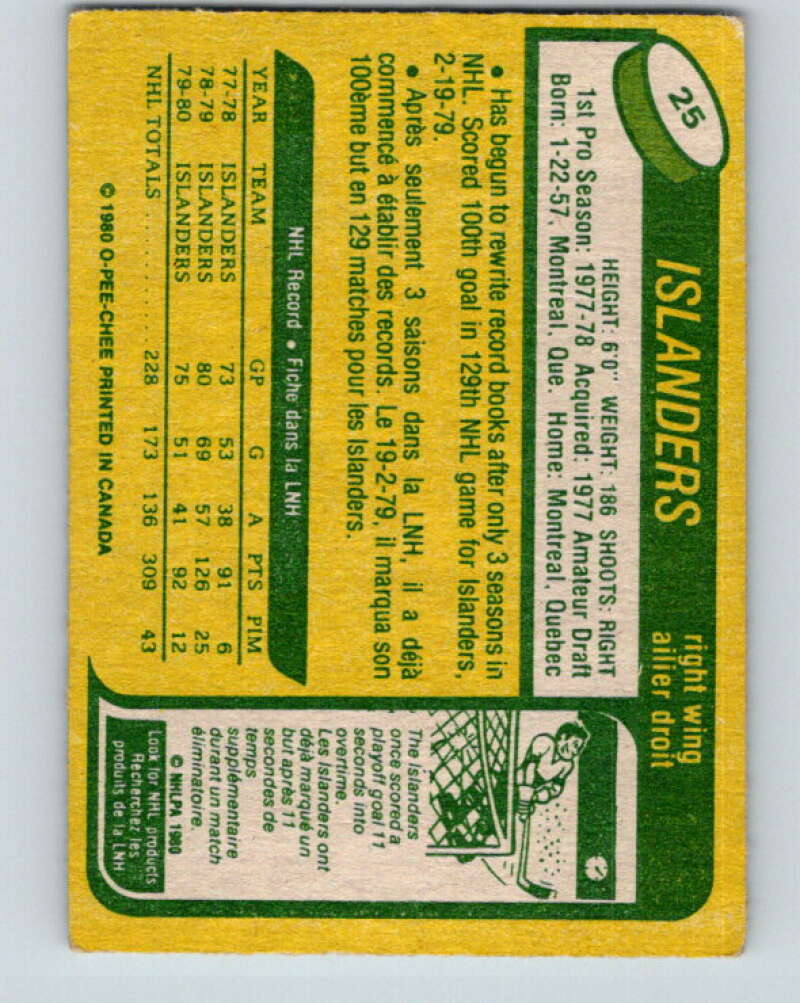 25
ISLANDERS
right wing
ailier droit
HEIGHT: 6'0" WEIGHT: 186 SHOOTS: RIGHT
1st Pro Season: 1977-78 Acquired: 1977 Amateur Draft
Born: 1-22-57, Montreal, Que. Home: Montreal, Quebec
• Has begun to rewrite record books after only 3 seasons in
NHL. Scored 100th goal in 129th NHL game for Islanders,
2-19-79.
• Après seulement 3 saisons dans la LNH, il a déjà
commencé à établir des records. Le 19-2-79, il marqua son
100ème but en 129 matches pour les Islanders.
NHL Record • Fiche dans la LNH
YEAR TEAM GP G A PTS PIM
77-78 ISLANDERS 73 53 38 91 6
78-79 ISLANDERS 80 69 57 126 25
79-80 ISLANDERS 75 51 41 92 12
NHL TOTALS .......... 228 173 136 309 43
© 1980 O-PEE-CHEE PRINTED IN CANADA
The Islanders
once scored a
playoff goal 11
seconds into
overtime.
Les Islanders ont
déjà marqué un
but après 11
secondes de
temps
supplémentaire
durant un match
éliminatoire.
© NHLPA 1980
Look for NHL products
Recherchez les
produits de la LNH